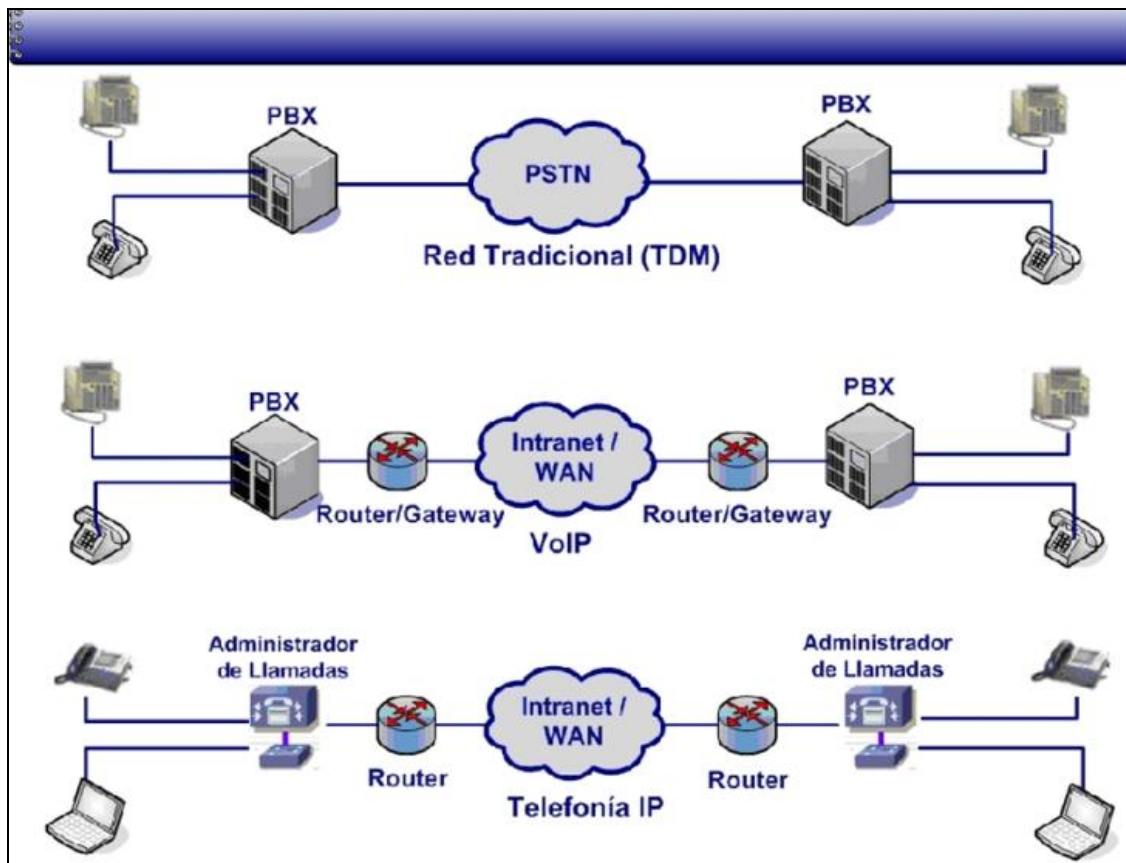 PBX
PBX
PSTN
Red Tradicional (TDM)
PBX
PBX
Intranet /
WAN
Router/Gateway
Router/Gateway
VoIP
Administrador
de Llamadas
Administrador
de Llamadas
Intranet /
WAN
Router
Router
Telefonía IP